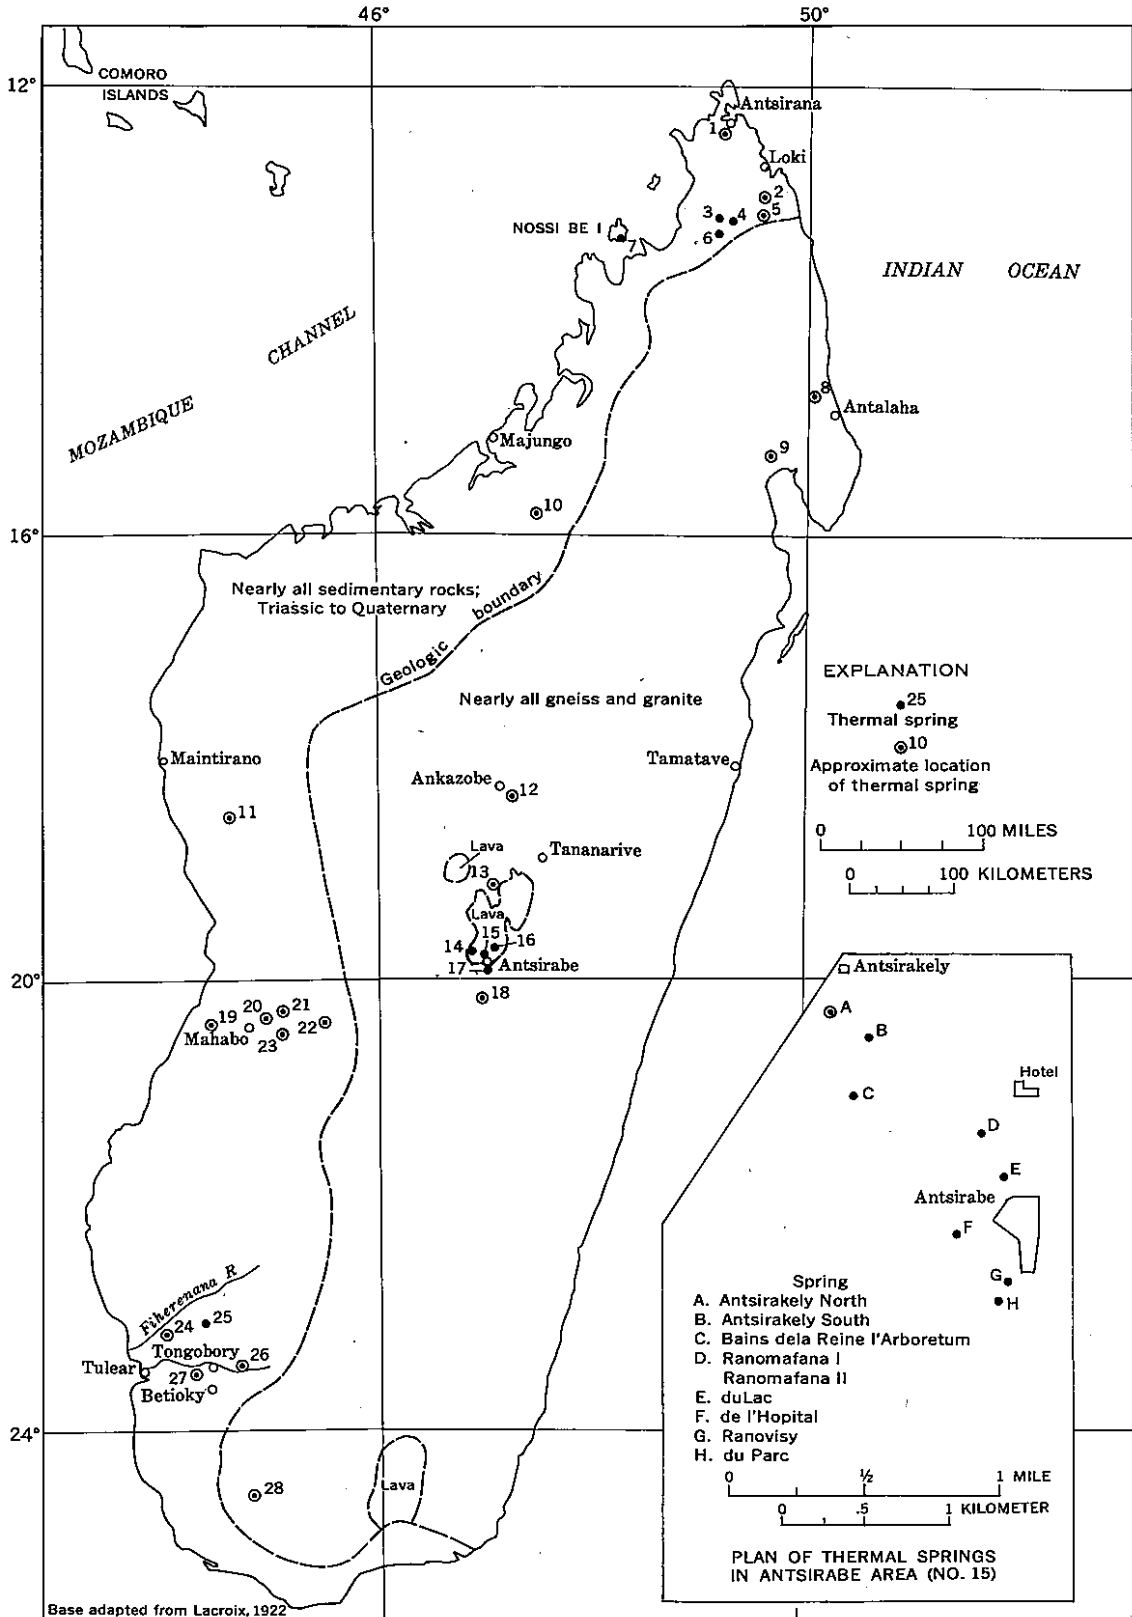 46°
50°
12°
COMORO
ISLANDS
Antsirana
1
Loki
2
3
4
5
6
NOSSI BE I
7
INDIAN OCEAN
MOZAMBIQUE CHANNEL
8
Antalaha
Majungo
9
10
16°
Nearly all sedimentary rocks;
Triassic to Quaternary
Geologic boundary
Nearly all gneiss and granite
EXPLANATION
25
Thermal spring
10
Approximate location
of thermal spring
0 100 MILES
0 100 KILOMETERS
Maintirano
Tamatave
Ankazobe
12
11
Lava
Tananarive
13
Lava
15
14
16
17
Antsirabe
20°
18
19
20
21
22
Mahabo
23
Antsirakely
A
B
C
Hotel
D
E
Antsirabe
F
G
H
Fiherenana R
24
25
Tongobory
26
Tulear
27
Betioky
24°
28
Lava
Spring
A. Antsirakely North
B. Antsirakely South
C. Bains dela Reine l'Arboretum
D. Ranomafana I
Ranomafana II
E. duLac
F. de l'Hopital
G. Ranovisy
H. du Parc
0 ½ 1 MILE
0 .5 1 KILOMETER
PLAN OF THERMAL SPRINGS
IN ANTSIRABE AREA (NO. 15)
Base adapted from Lacroix, 1922